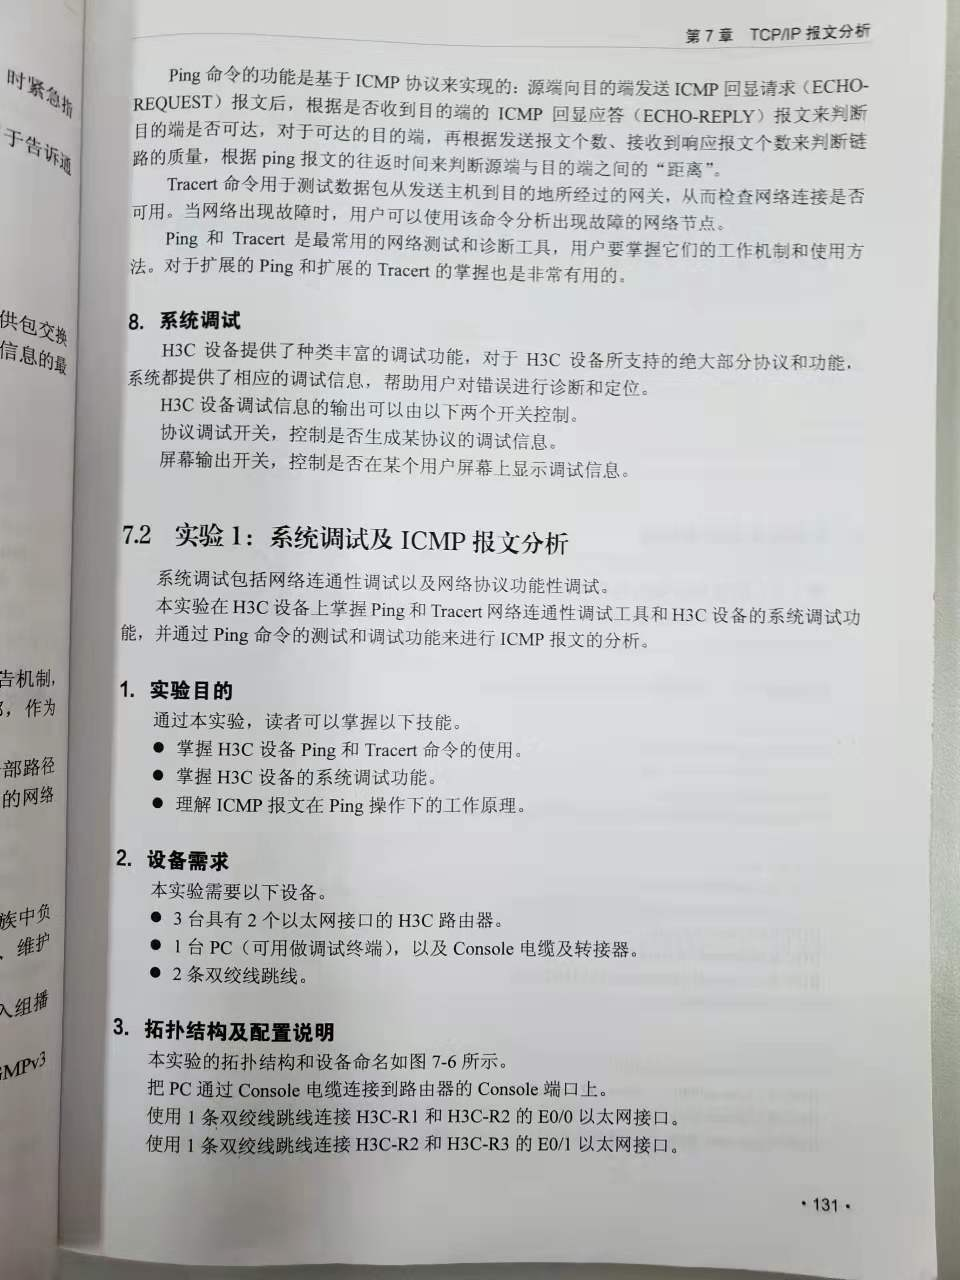 第 7 章 TCP/IP 报文分析
Ping 命令的功能是基于 ICMP 协议来实现的：源端向目的端发送 ICMP 回显请求（ECHO-
REQUEST）报文后，根据是否收到目的端的 ICMP 回显应答（ECHO-REPLY）报文来判断
目的端是否可达，对于可达的目的端，再根据发送报文个数、接收到响应报文个数来判断链
路的质量，根据 ping 报文的往返时间来判断源端与目的端之间的“距离”。
Tracert 命令用于测试数据包从发送主机到目的地所经过的网关，从而检查网络连接是否
可用。当网络出现故障时，用户可以使用该命令分析出现故障的网络节点。
Ping 和 Tracert 是最常用的网络测试和诊断工具，用户要掌握它们的工作机制和使用方
法。对于扩展的 Ping 和扩展的 Tracert 的掌握也是非常有用的。
8. 系统调试
H3C 设备提供了种类丰富的调试功能，对于 H3C 设备所支持的绝大部分协议和功能，
系统都提供了相应的调试信息，帮助用户对错误进行诊断和定位。
H3C 设备调试信息的输出可以由以下两个开关控制。
协议调试开关，控制是否生成某协议的调试信息。
屏幕输出开关，控制是否在某个用户屏幕上显示调试信息。
7.2 实验 1：系统调试及 ICMP 报文分析
系统调试包括网络连通性调试以及网络协议功能性调试。
本实验在 H3C 设备上掌握 Ping 和 Tracert 网络连通性调试工具和 H3C 设备的系统调试功
能，并通过 Ping 命令的测试和调试功能来进行 ICMP 报文的分析。
1. 实验目的
通过本实验，读者可以掌握以下技能。
● 掌握 H3C 设备 Ping 和 Tracert 命令的使用。
● 掌握 H3C 设备的系统调试功能。
● 理解 ICMP 报文在 Ping 操作下的工作原理。
2. 设备需求
本实验需要以下设备。
● 3 台具有 2 个以太网接口的 H3C 路由器。
● 1 台 PC（可用做调试终端），以及 Console 电缆及转接器。
● 2 条双绞线跳线。
3. 拓扑结构及配置说明
本实验的拓扑结构和设备命名如图 7-6 所示。
把 PC 通过 Console 电缆连接到路由器的 Console 端口上。
使用 1 条双绞线跳线连接 H3C-R1 和 H3C-R2 的 E0/0 以太网接口。
使用 1 条双绞线跳线连接 H3C-R2 和 H3C-R3 的 E0/1 以太网接口。
·131·
时紧急指
于告诉通
供包交换
信息的最
告机制，
，作为
部路径
的网络
族中负
、维护
入组播
GMPv3